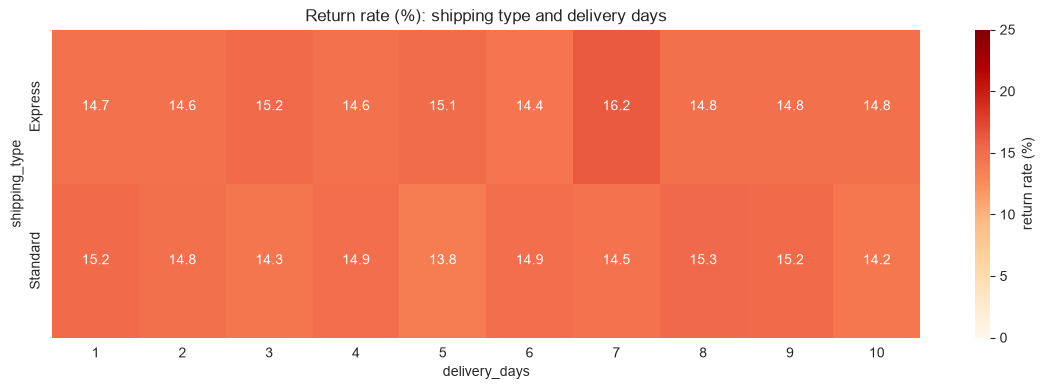 Return rate (%): shipping type and delivery days
shipping_type
Express
14.7 14.6 15.2 14.6 15.1 14.4 16.2 14.8 14.8 14.8
Standard
15.2 14.8 14.3 14.9 13.8 14.9 14.5 15.3 15.2 14.2
1 2 3 4 5 6 7 8 9 10
delivery_days
25
20
15
10
5
0
return rate (%)